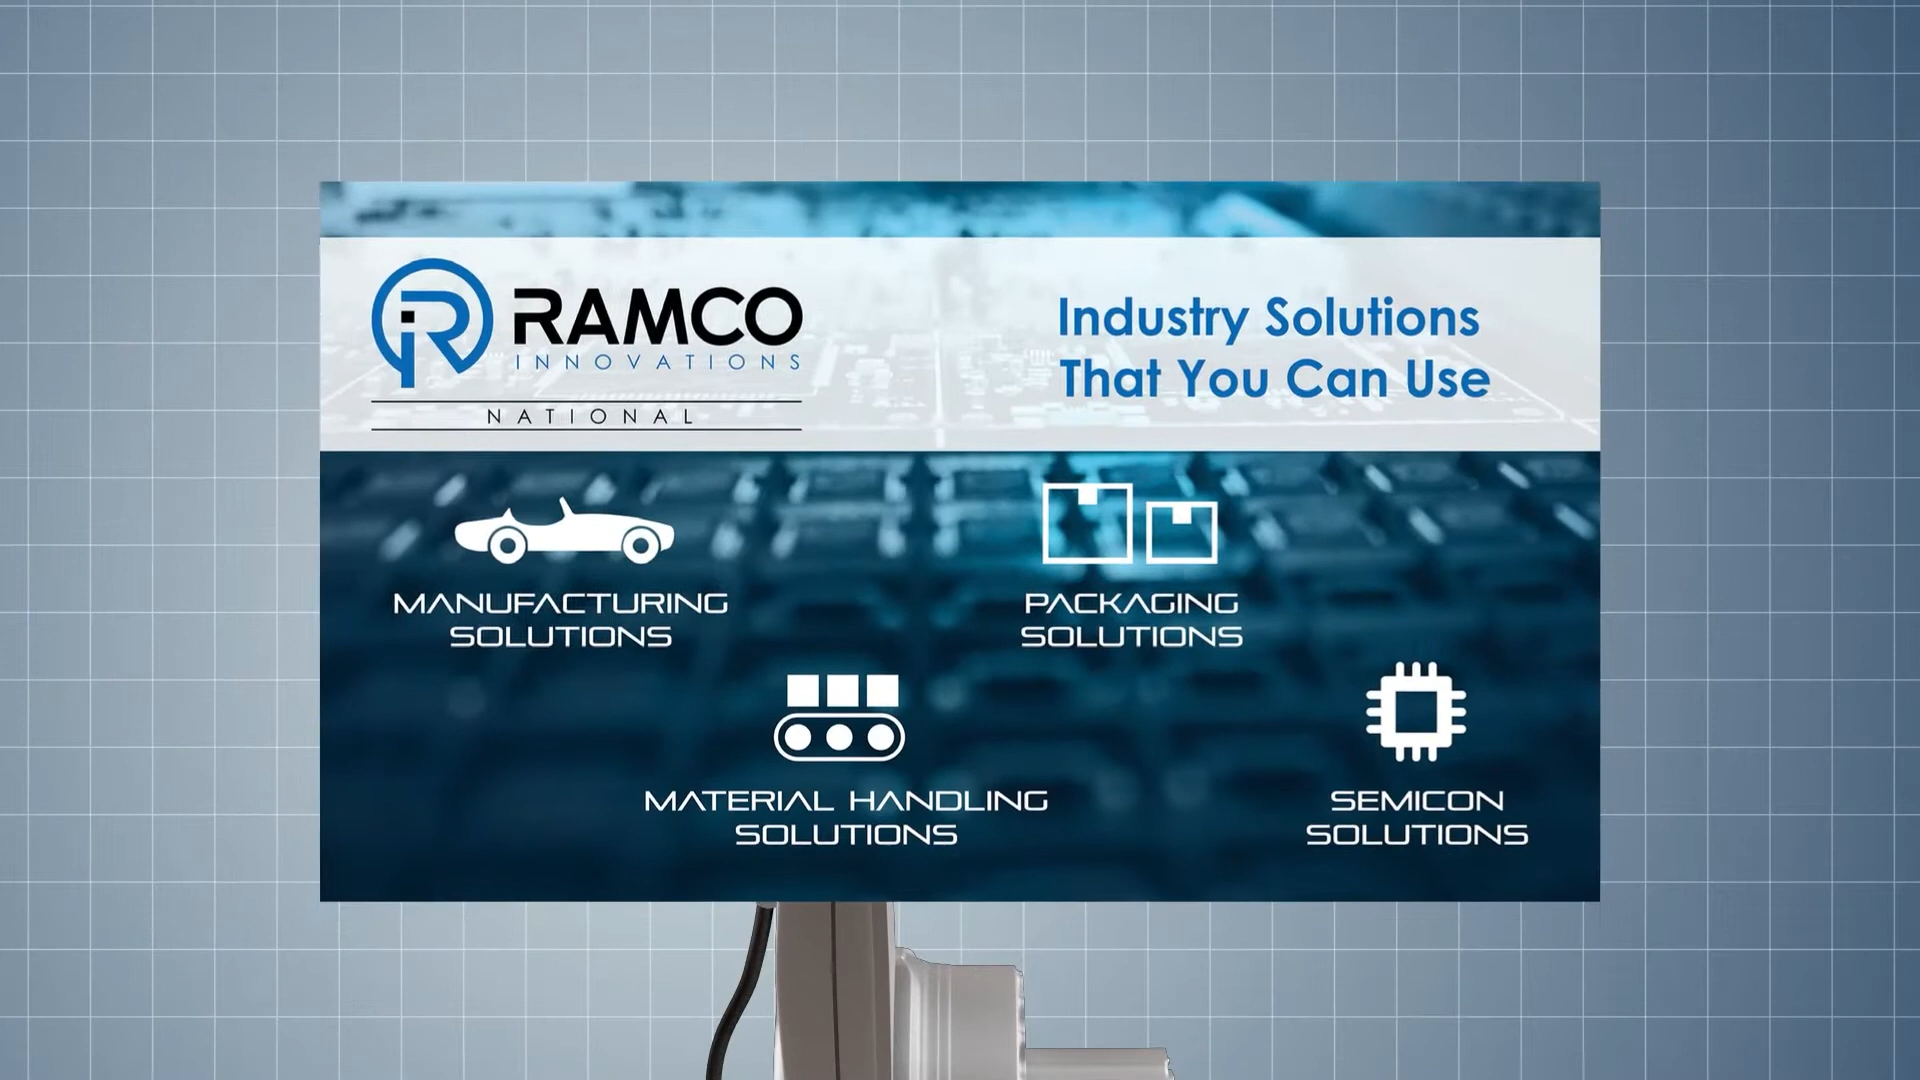 RAMCO
INNOVATIONS
NATIONAL
Industry Solutions
That You Can Use
MANUFACTURING
SOLUTIONS
PACKAGING
SOLUTIONS
MATERIAL HANDLING
SOLUTIONS
SEMICON
SOLUTIONS